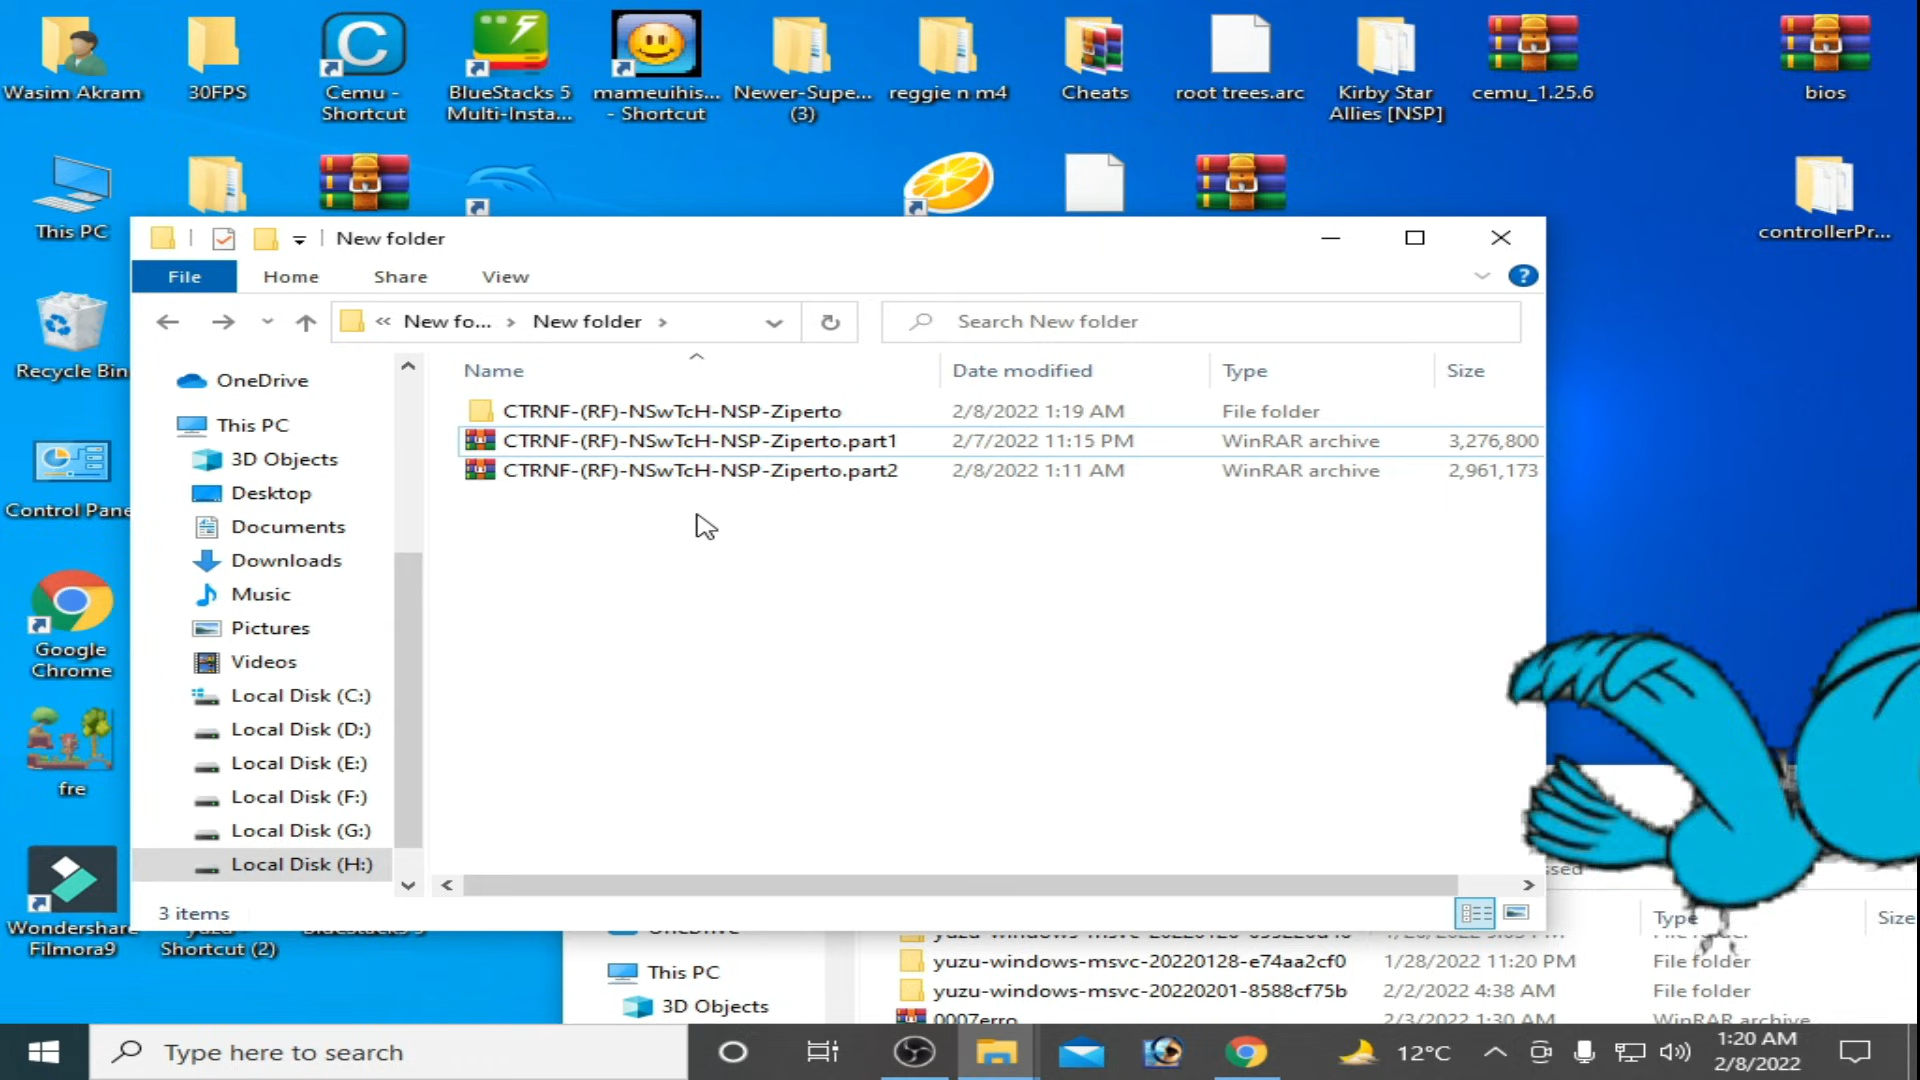 Wasim Akram
30FPS
Cemu -
Shortcut
BlueStacks 5
Multi-Insta...
mameuihis...
- Shortcut
Newer-Supe...
(3)
reggie n m4
Cheats
root trees.arc
Kirby Star
Allies [NSP]
cemu_1.25.6
bios
This PC
controllerPr...
Recycle Bin
Control Pane
Google
Chrome
fre
Wondershare
Filmora9
Shortcut (2)
New folder
File
Home
Share
View
« New fo... › New folder ›
Search New folder
Name
Date modified
Type
Size
OneDrive
This PC
3D Objects
Desktop
Documents
Downloads
Music
Pictures
Videos
Local Disk (C:)
Local Disk (D:)
Local Disk (E:)
Local Disk (F:)
Local Disk (G:)
Local Disk (H:)
CTRNF-(RF)-NSwTcH-NSP-Ziperto 2/8/2022 1:19 AM File folder
CTRNF-(RF)-NSwTcH-NSP-Ziperto.part1 2/7/2022 11:15 PM WinRAR archive 3,276,800
CTRNF-(RF)-NSwTcH-NSP-Ziperto.part2 2/8/2022 1:11 AM WinRAR archive 2,961,173
3 items
Type
Size
This PC
3D Objects
yuzu-windows-msvc-20220128-e74aa2cf0 1/28/2022 11:20 PM File folder
yuzu-windows-msvc-20220201-8588cf75b 2/2/2022 4:38 AM File folder
0007erro 2/3/2022 1:30 AM WinRAR archive
Type here to search
12°C
1:20 AM
2/8/2022